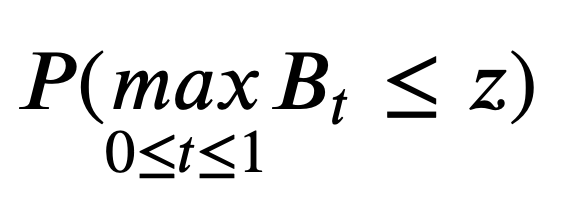 P(max B_t ≤ z)
0≤t≤1